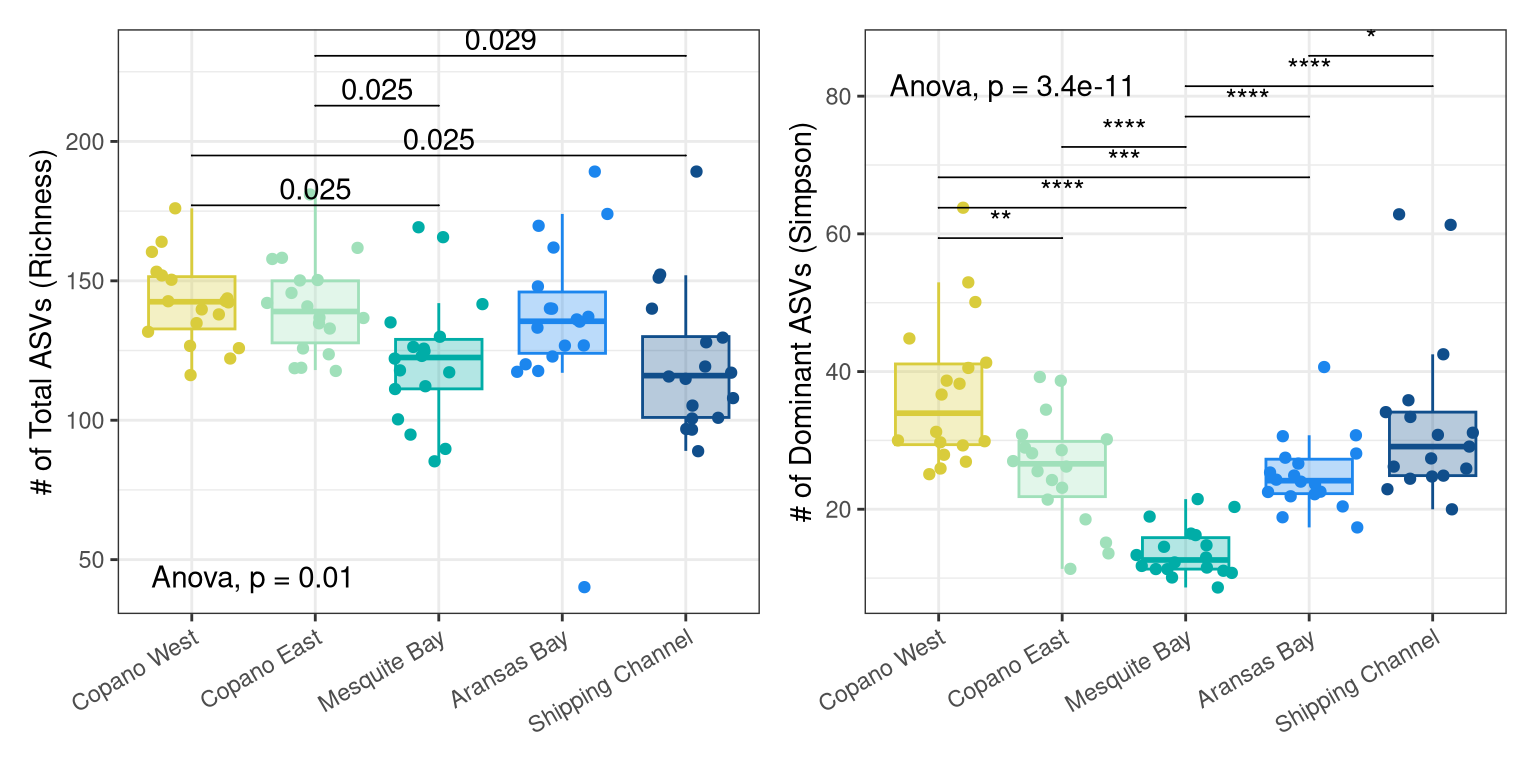 # of Total ASVs (Richness)
200
150
100
50
0.029
0.025
0.025
0.025
Anova, p = 0.01
Copano West
Copano East
Mesquite Bay
Aransas Bay
Shipping Channel
# of Dominant ASVs (Simpson)
80
60
40
20
*
****
****
****
***
****
**
Anova, p = 3.4e-11
Copano West
Copano East
Mesquite Bay
Aransas Bay
Shipping Channel